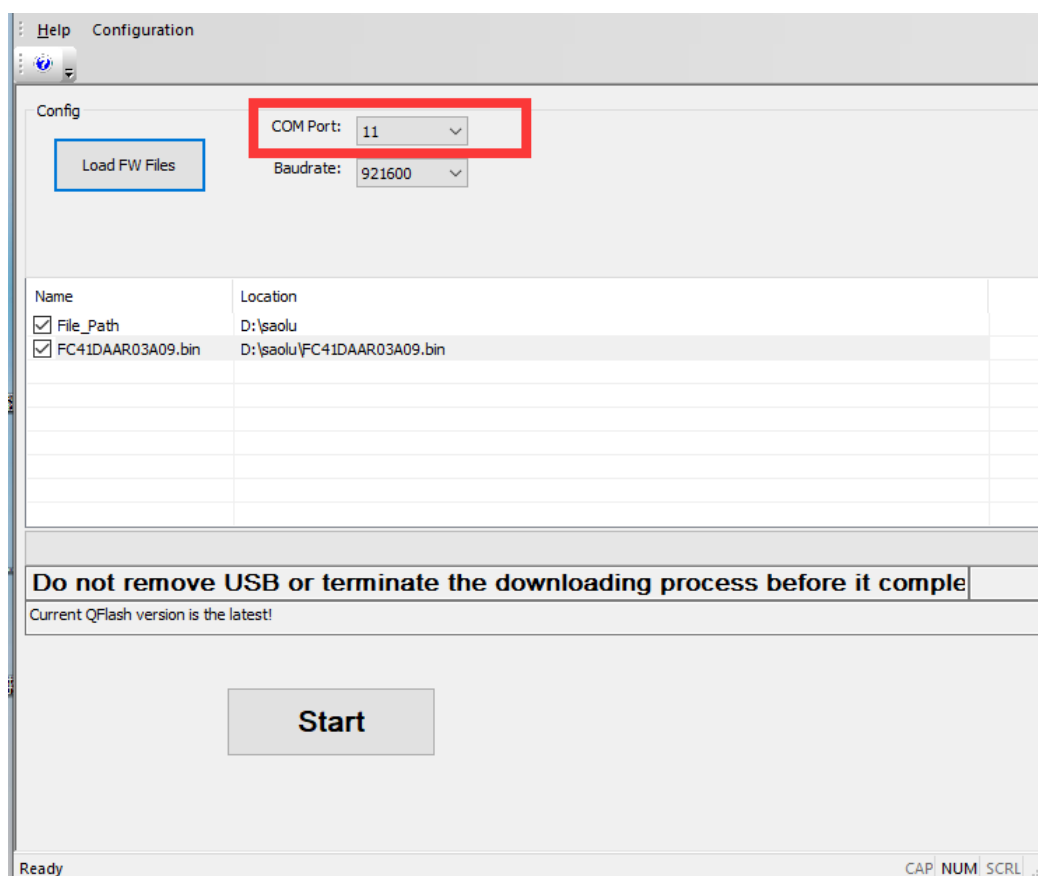 Help Configuration
Config
COM Port: 11
Load FW Files
Baudrate: 921600
Name Location
File_Path D:\saolu
FC41DAAR03A09.bin D:\saolu\FC41DAAR03A09.bin
Do not remove USB or terminate the downloading process before it comple
Current QFlash version is the latest!
Start
Ready CAP NUM SCRL